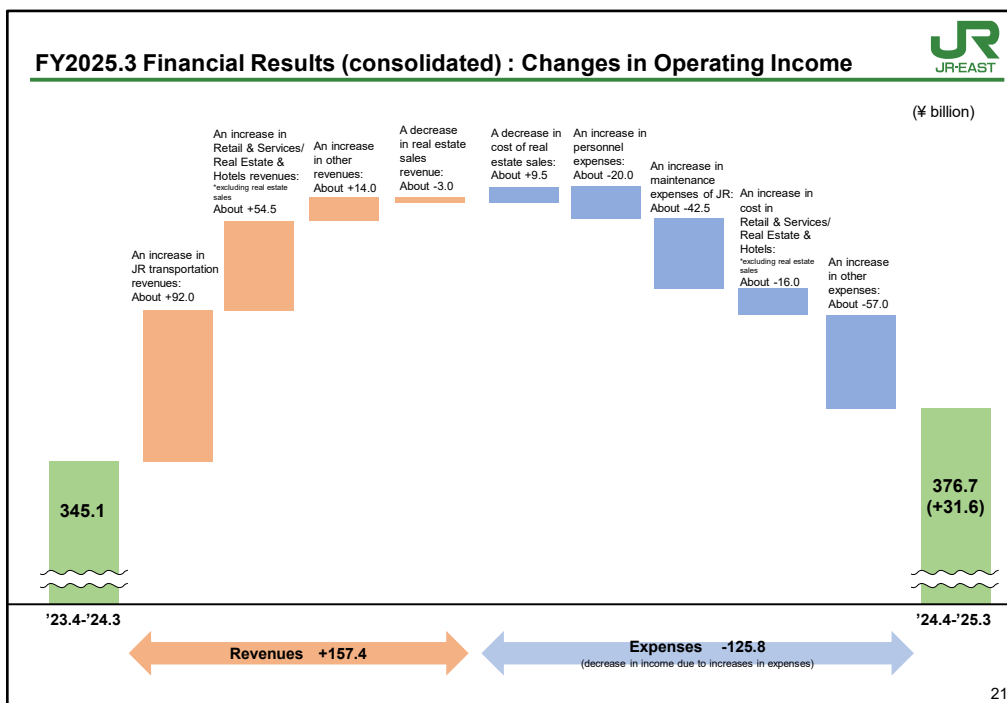 FY2025.3 Financial Results (consolidated) : Changes in Operating Income
JR
JR-EAST
(¥ billion)
An increase in
JR transportation
revenues:
About +92.0
An increase in
Retail & Services/
Real Estate &
Hotels revenues:
*excluding real estate
sales
About +54.5
An increase
in other
revenues:
About +14.0
A decrease
in real estate
sales
revenue:
About -3.0
A decrease in
cost of real
estate sales:
About +9.5
An increase in
personnel
expenses:
About -20.0
An increase in
maintenance
expenses of JR:
About -42.5
An increase in
cost in
Retail & Services/
Real Estate &
Hotels:
*excluding real estate
sales
About -16.0
An increase
in other
expenses:
About -57.0
345.1
376.7
(+31.6)
’23.4-’24.3
’24.4-’25.3
Revenues +157.4
Expenses -125.8
(decrease in income due to increases in expenses)
21